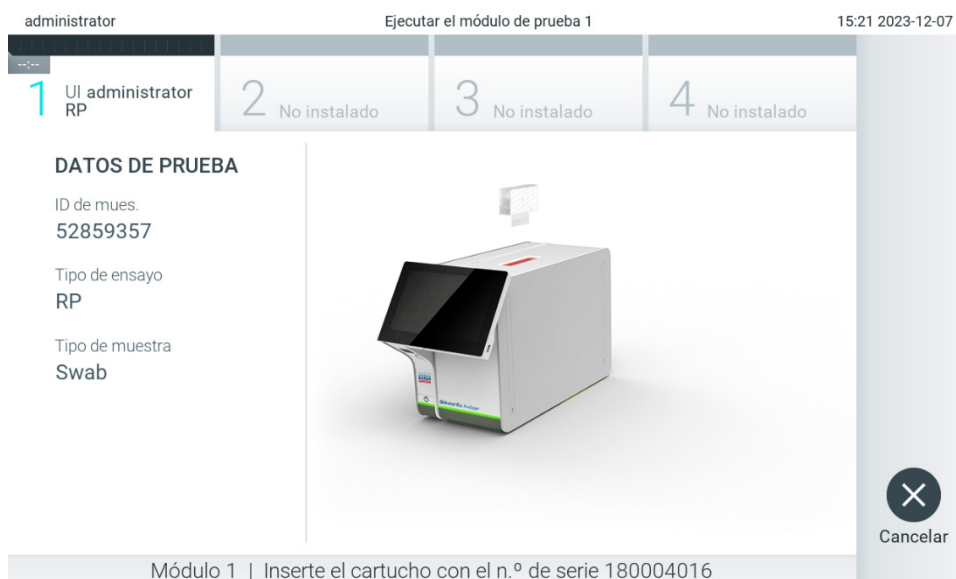 administrator
Ejecutar el módulo de prueba 1
15:21 2023-12-07
--:--
1 UI administrator
RP
2 No instalado
3 No instalado
4 No instalado
DATOS DE PRUEBA
ID de mues.
52859357
Tipo de ensayo
RP
Tipo de muestra
Swab
Cancelar
Módulo 1 | Inserte el cartucho con el n.º de serie 180004016